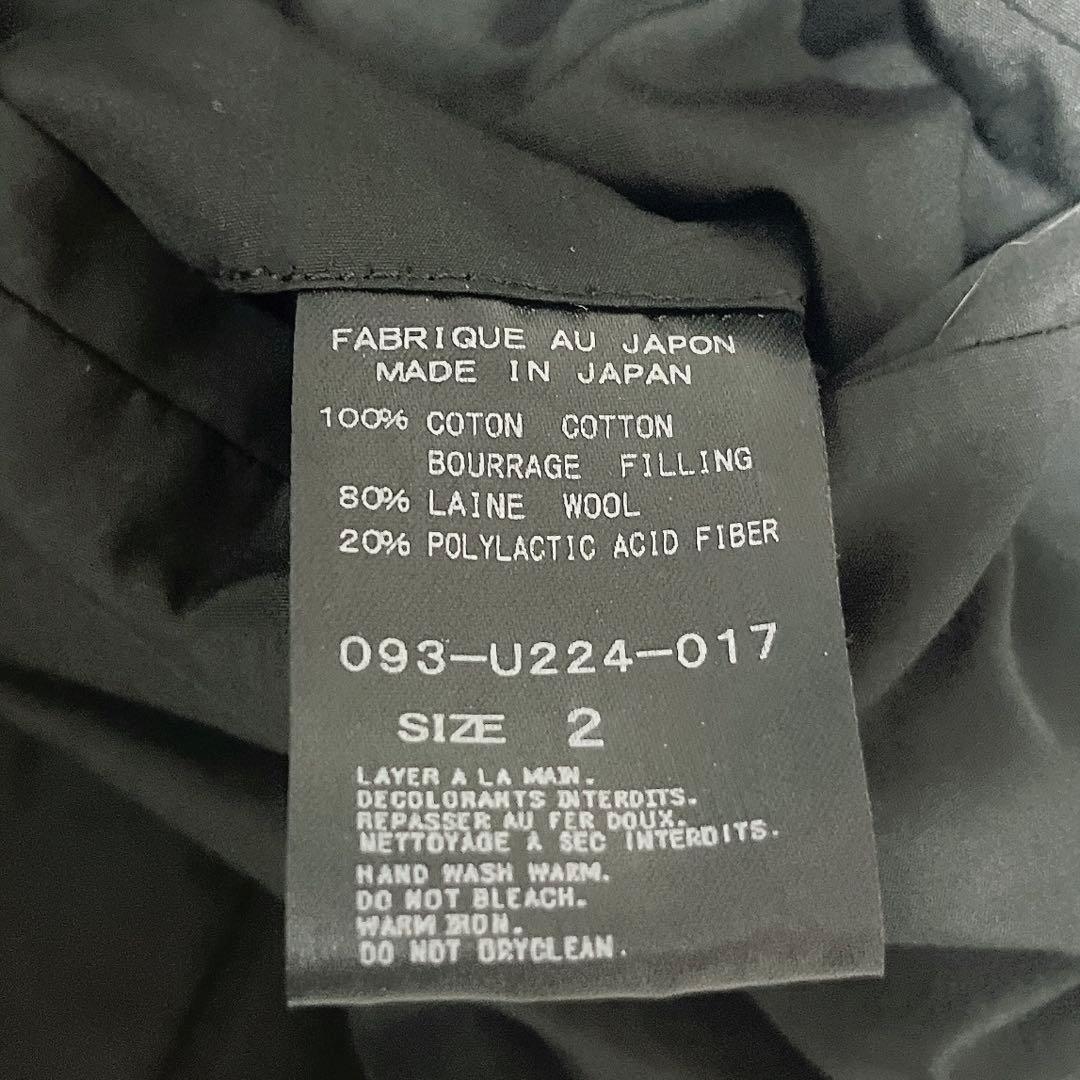 FABRIQUE AU JAPON
MADE IN JAPAN
100% COTON COTTON
BOURRAGE FILLING
80% LAINE WOOL
20% POLYLACTIC ACID FIBER
093-U224-017
SIZE 2
LAYER A LA MAIN.
DECOLORANTS INTERDITS.
REPASSER AU FER DOUX.
NETTOYAGE A SEC INTERDITS.
HAND WASH WARM.
DO NOT BLEACH.
WARM IRON.
DO NOT DRYCLEAN.